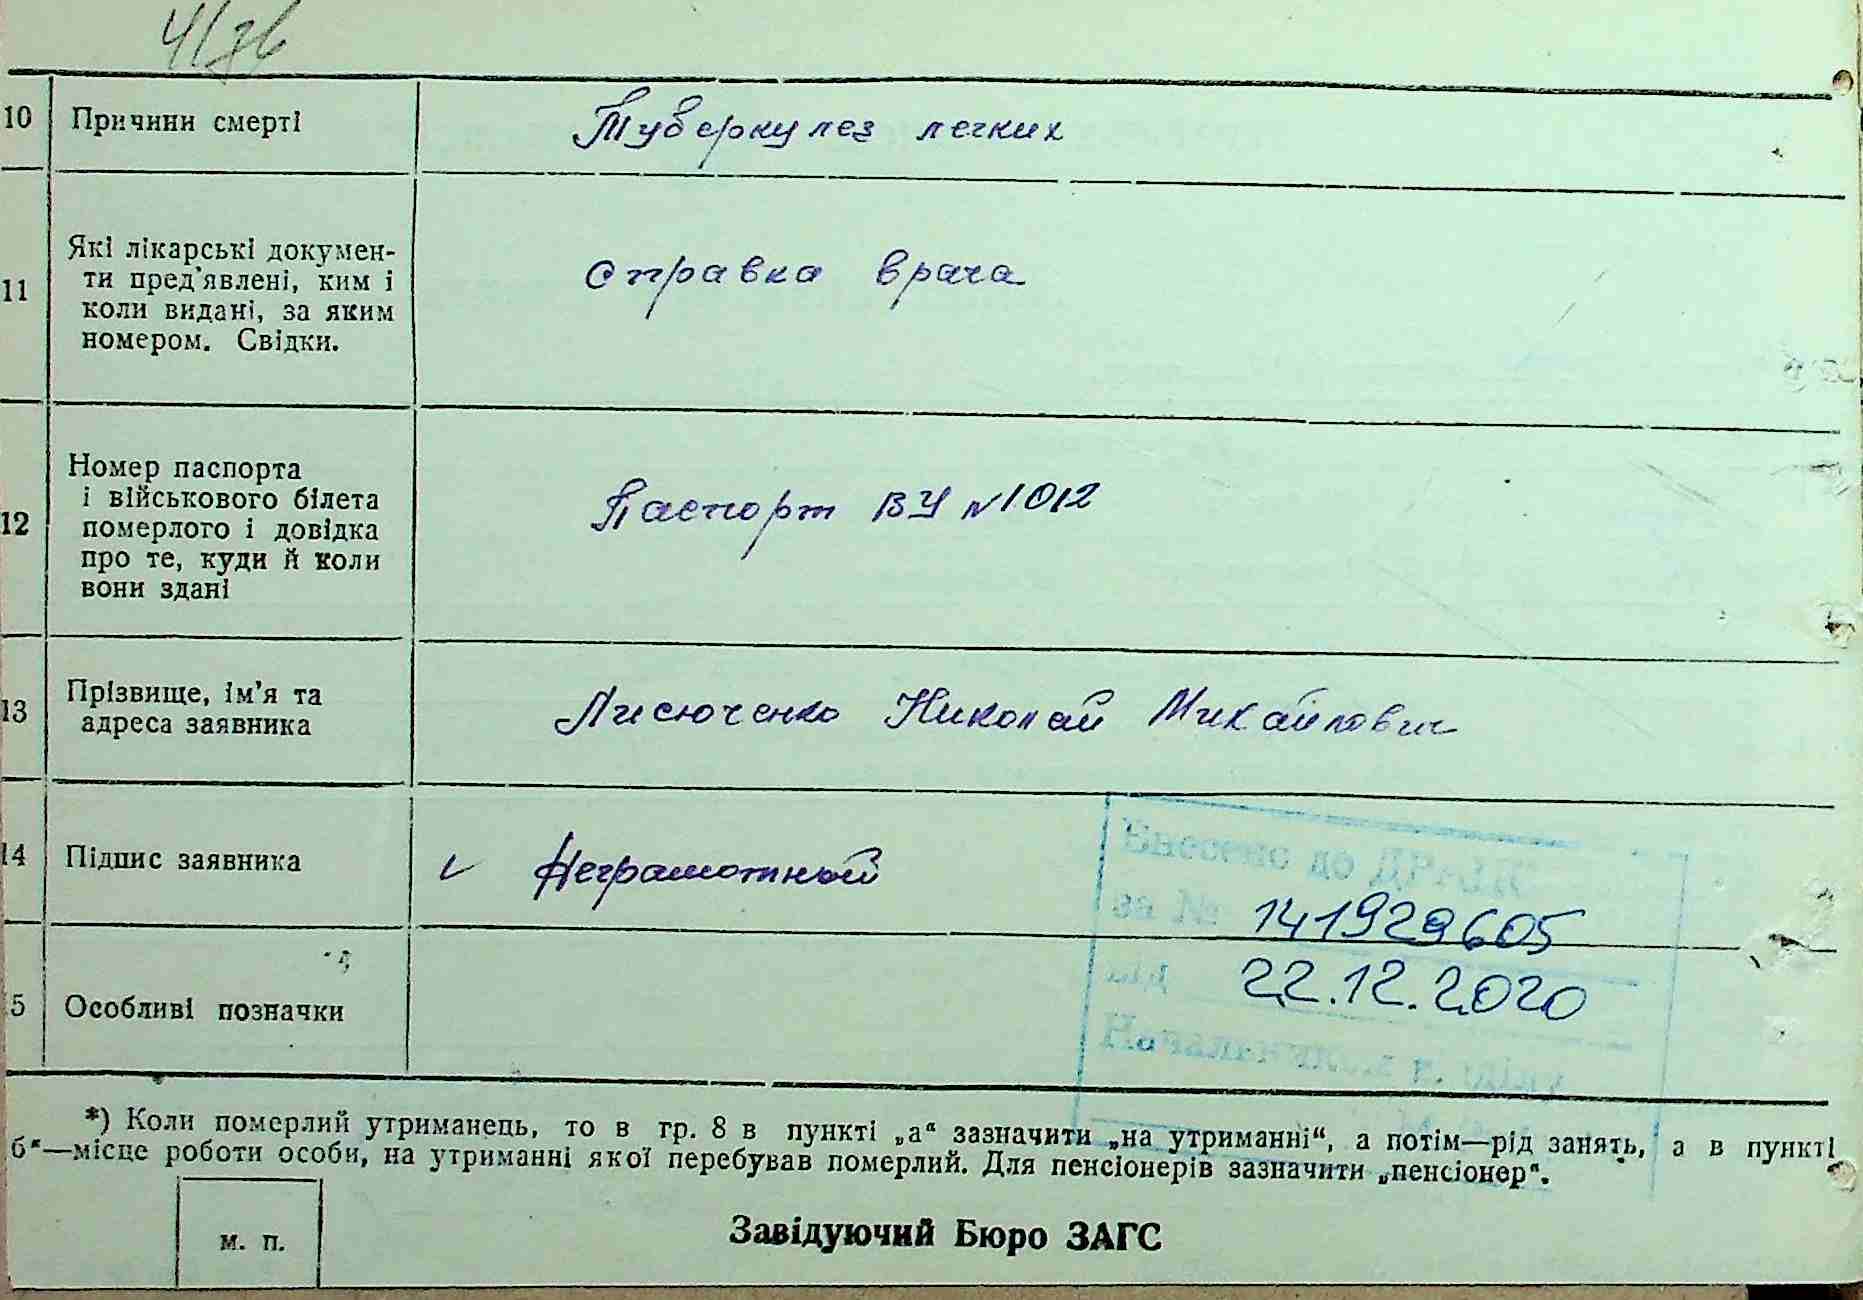 10 Причини смерті Туберкулез легких
11 Які лікарські докумен-
ти пред'явлені, ким і
коли видані, за яким
номером. Свідки.
Справка врача
12 Номер паспорта
і військового білета
померлого і довідка
про те, куди й коли
вони здані
Паспорт ВУ №1012
13 Прізвище, ім'я та
адреса заявника
Лисюченко Николай Михайлович
14 Підпис заявника
Неграмотный
5 Особливі позначки
Внесено до ДРАЦС
за № 141929605
від 22.12.2020
Начальник відділу
*) Коли померлий утриманець, то в гр. 8 в пункті „а“ зазначити „на утриманні“, а потім—рід занять, а в пункті
б“—місце роботи особи, на утриманні якої перебував померлий. Для пенсіонерів зазначити „пенсіонер“.
м. п.
Завідуючий Бюро ЗАГС